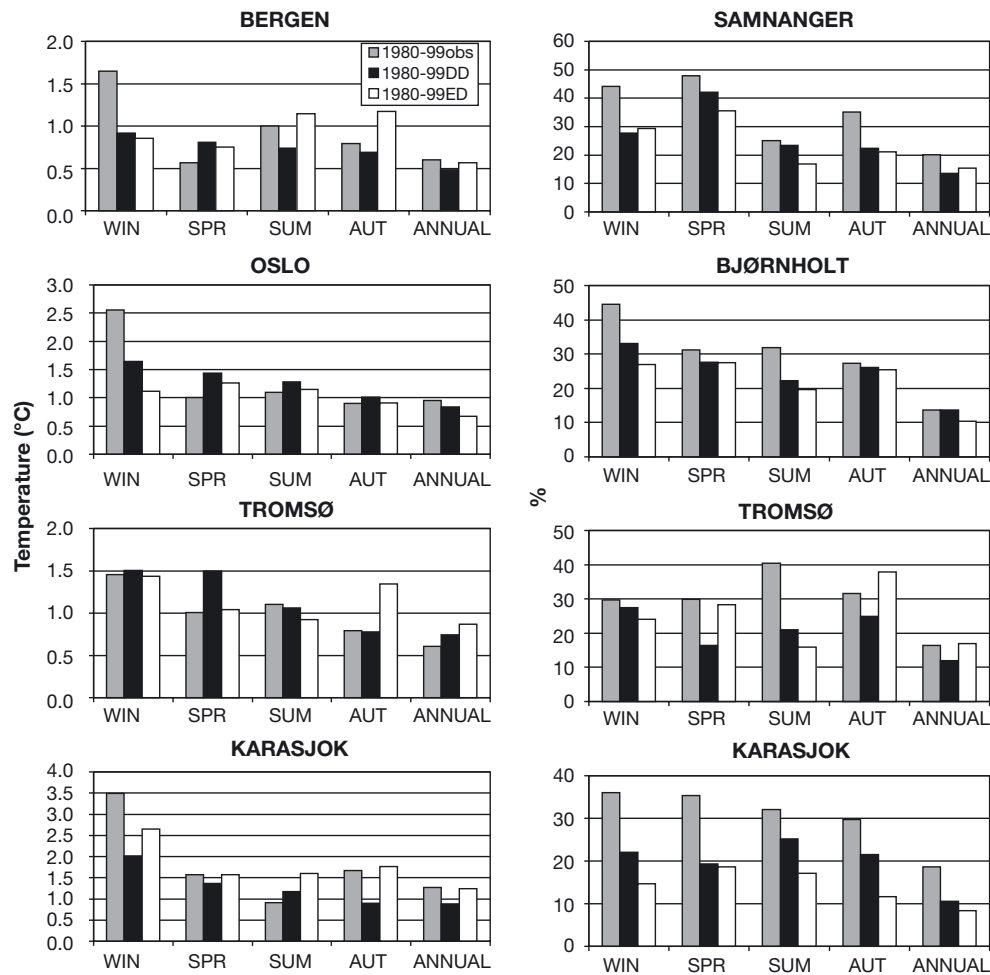 BERGEN
2.0
1.5
1.0
0.5
0.0
1980-99obs
1980-99DD
1980-99ED
WIN SPR SUM AUT ANNUAL
SAMNANGER
60
50
40
30
20
10
0
WIN SPR SUM AUT ANNUAL
OSLO
3.0
2.5
2.0
1.5
1.0
0.5
0.0
WIN SPR SUM AUT ANNUAL
BJØRNHOLT
50
40
30
20
10
0
WIN SPR SUM AUT ANNUAL
Temperature (°C)
%
TROMSØ
2.0
1.5
1.0
0.5
0.0
WIN SPR SUM AUT ANNUAL
TROMSØ
50
40
30
20
10
0
WIN SPR SUM AUT ANNUAL
KARASJOK
4.0
3.5
3.0
2.5
2.0
1.5
1.0
0.5
0.0
WIN SPR SUM AUT ANNUAL
KARASJOK
40
30
20
10
0
WIN SPR SUM AUT ANNUAL